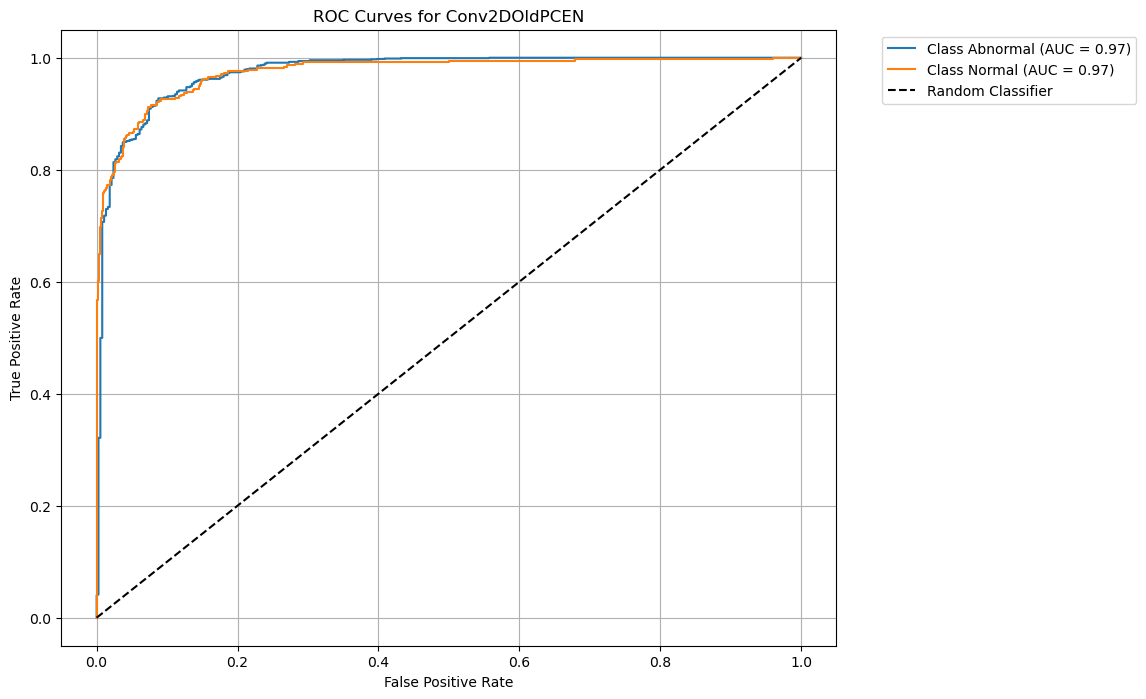 ROC Curves for Conv2DOldPCEN
Class Abnormal (AUC = 0.97)
Class Normal (AUC = 0.97)
Random Classifier
True Positive Rate
1.0
0.8
0.6
0.4
0.2
0.0
0.0 0.2 0.4 0.6 0.8 1.0
False Positive Rate